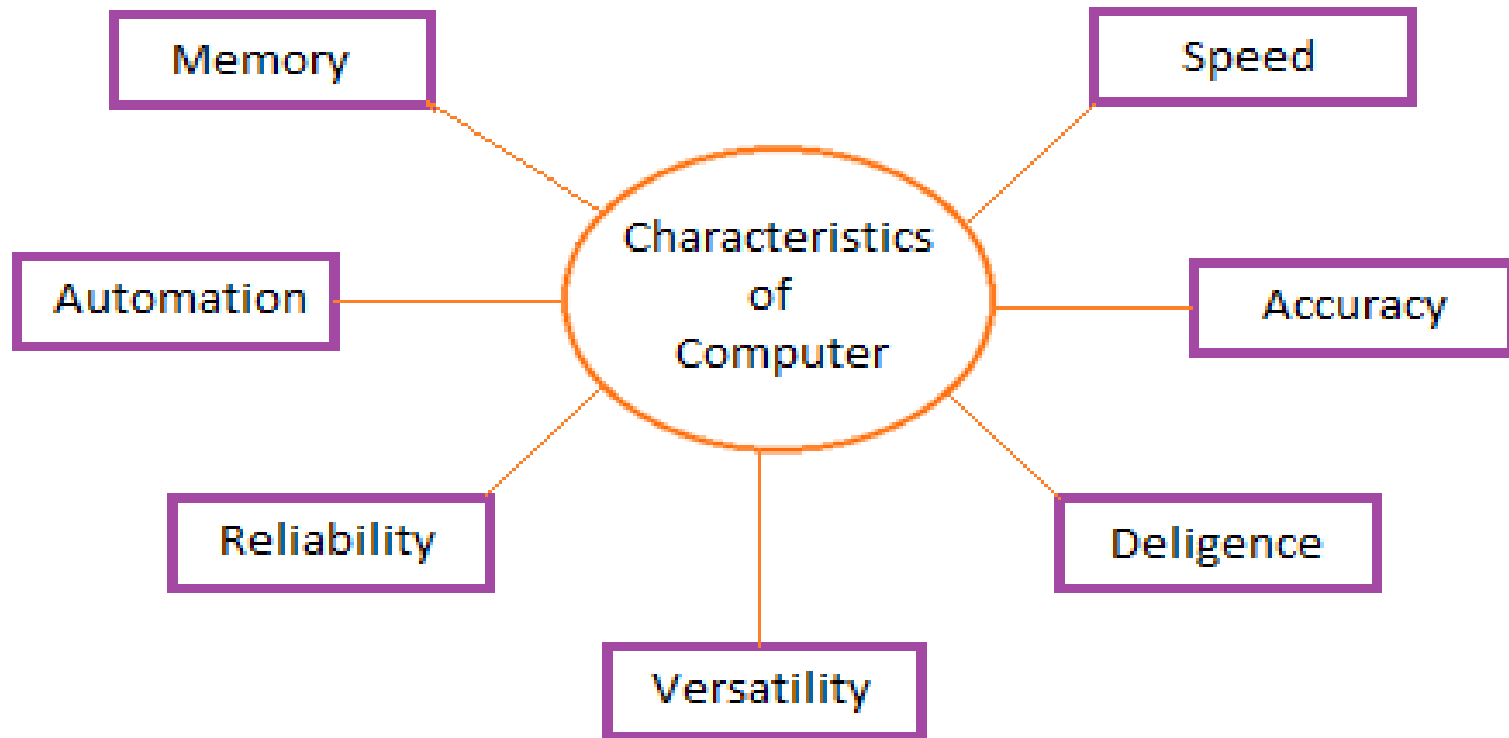 Memory
Speed
Characteristics
of
Computer
Automation
Accuracy
Reliability
Deligence
Versatility